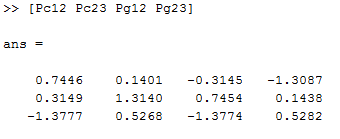 >> [Pc12 Pc23 Pg12 Pg23]
ans =
0.7446 0.1401 -0.3145 -1.3087
0.3149 1.3140 0.7454 0.1438
-1.3777 0.5268 -1.3774 0.5282